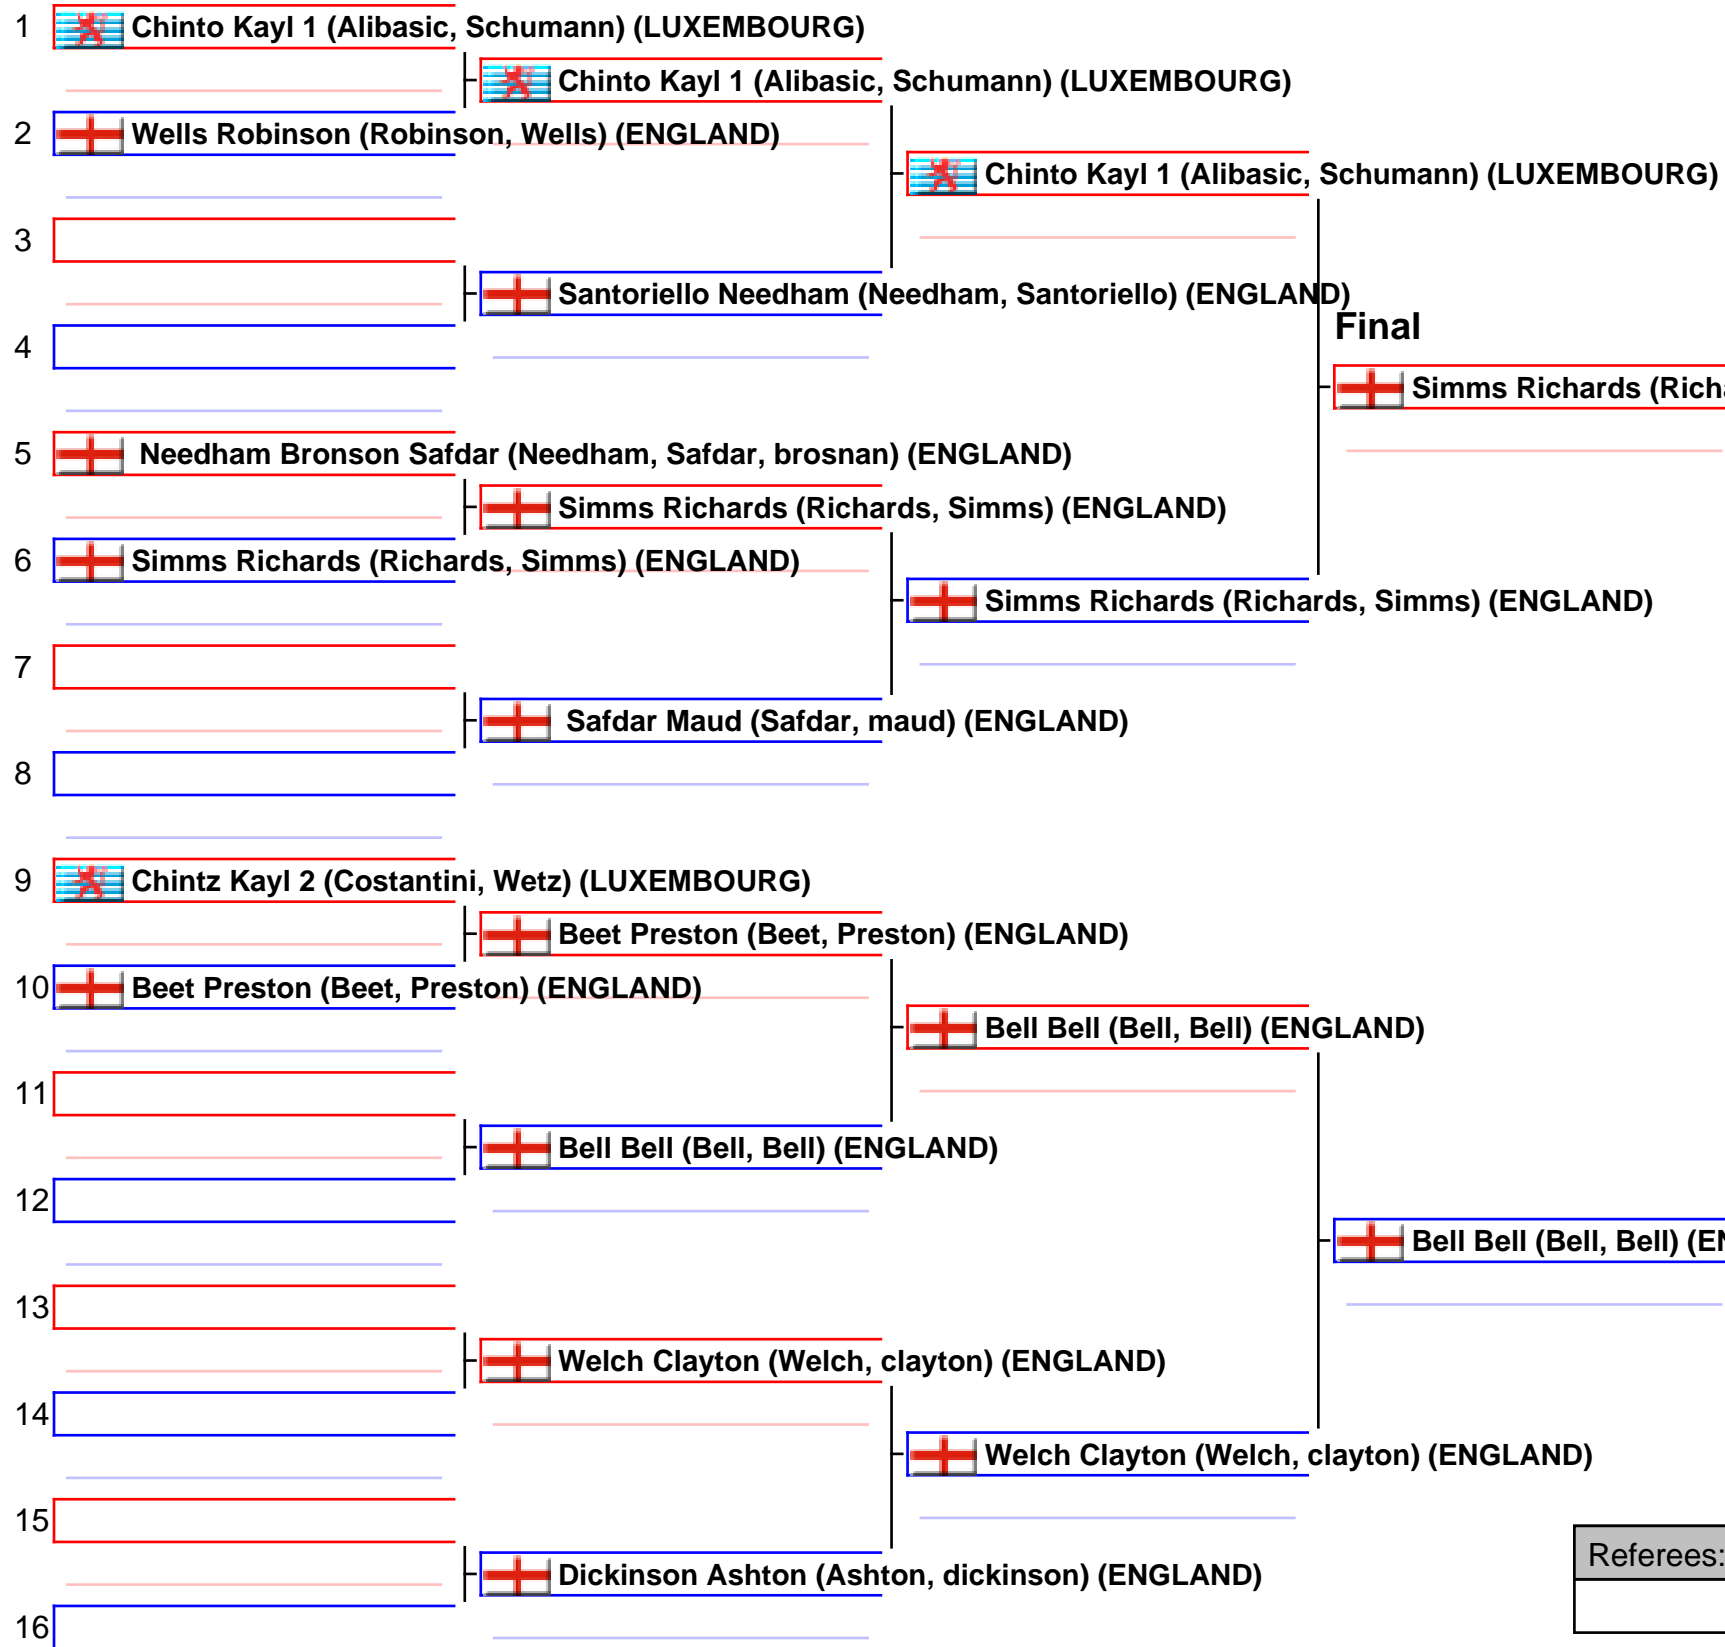 1 Chinto Kayl 1 (Alibasic, Schumann) (LUXEMBOURG)
Chinto Kayl 1 (Alibasic, Schumann) (LUXEMBOURG)
2 Wells Robinson (Robinson, Wells) (ENGLAND)
Chinto Kayl 1 (Alibasic, Schumann) (LUXEMBOURG)
3
Santoriello Needham (Needham, Santoriello) (ENGLAND)
Final
4
Simms Richards (Richa
5 Needham Bronson Safdar (Needham, Safdar, brosnan) (ENGLAND)
Simms Richards (Richards, Simms) (ENGLAND)
6 Simms Richards (Richards, Simms) (ENGLAND)
Simms Richards (Richards, Simms) (ENGLAND)
7
Safdar Maud (Safdar, maud) (ENGLAND)
8
9 Chintz Kayl 2 (Costantini, Wetz) (LUXEMBOURG)
Beet Preston (Beet, Preston) (ENGLAND)
10 Beet Preston (Beet, Preston) (ENGLAND)
Bell Bell (Bell, Bell) (ENGLAND)
11
Bell Bell (Bell, Bell) (ENGLAND)
12
Bell Bell (Bell, Bell) (EN
13
Welch Clayton (Welch, clayton) (ENGLAND)
14
Welch Clayton (Welch, clayton) (ENGLAND)
15
Referees:
Dickinson Ashton (Ashton, dickinson) (ENGLAND)
16